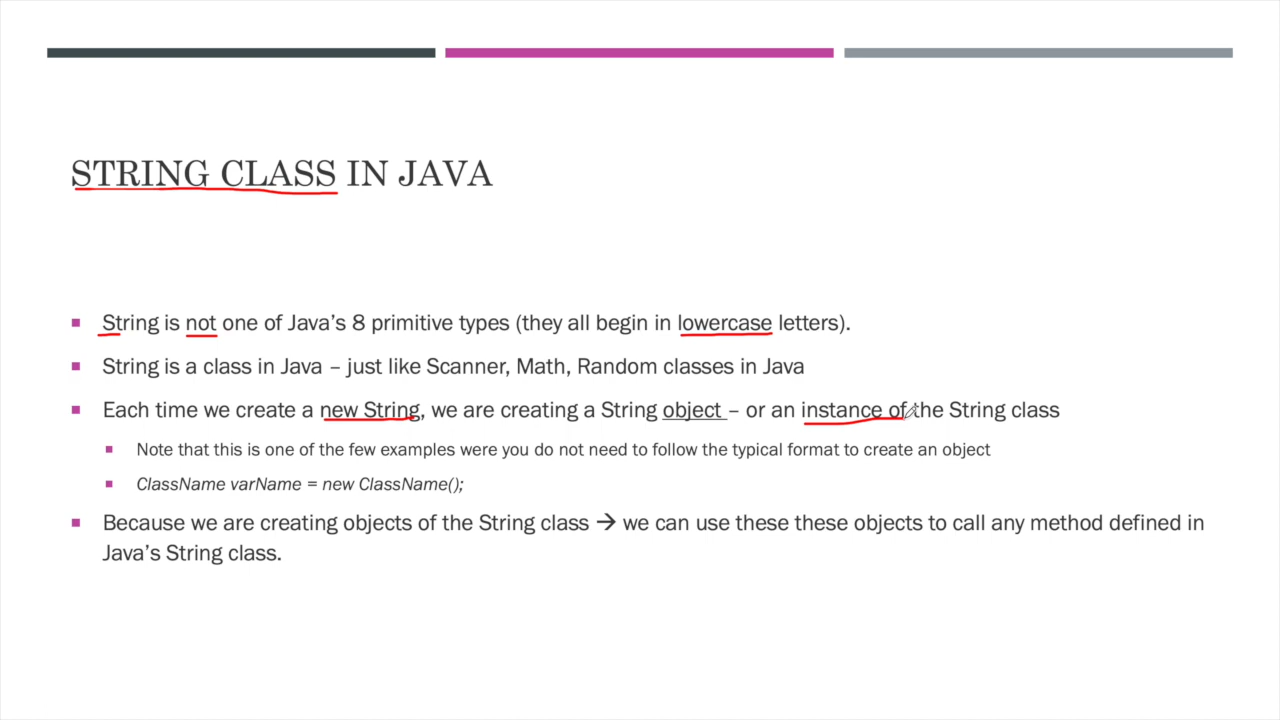 STRING CLASS IN JAVA
String is not one of Java's 8 primitive types (they all begin in lowercase letters).
String is a class in Java – just like Scanner, Math, Random classes in Java
Each time we create a new String, we are creating a String object – or an instance of the String class
Note that this is one of the few examples were you do not need to follow the typical format to create an object
ClassName varName = new ClassName();
Because we are creating objects of the String class → we can use these these objects to call any method defined in
Java's String class.